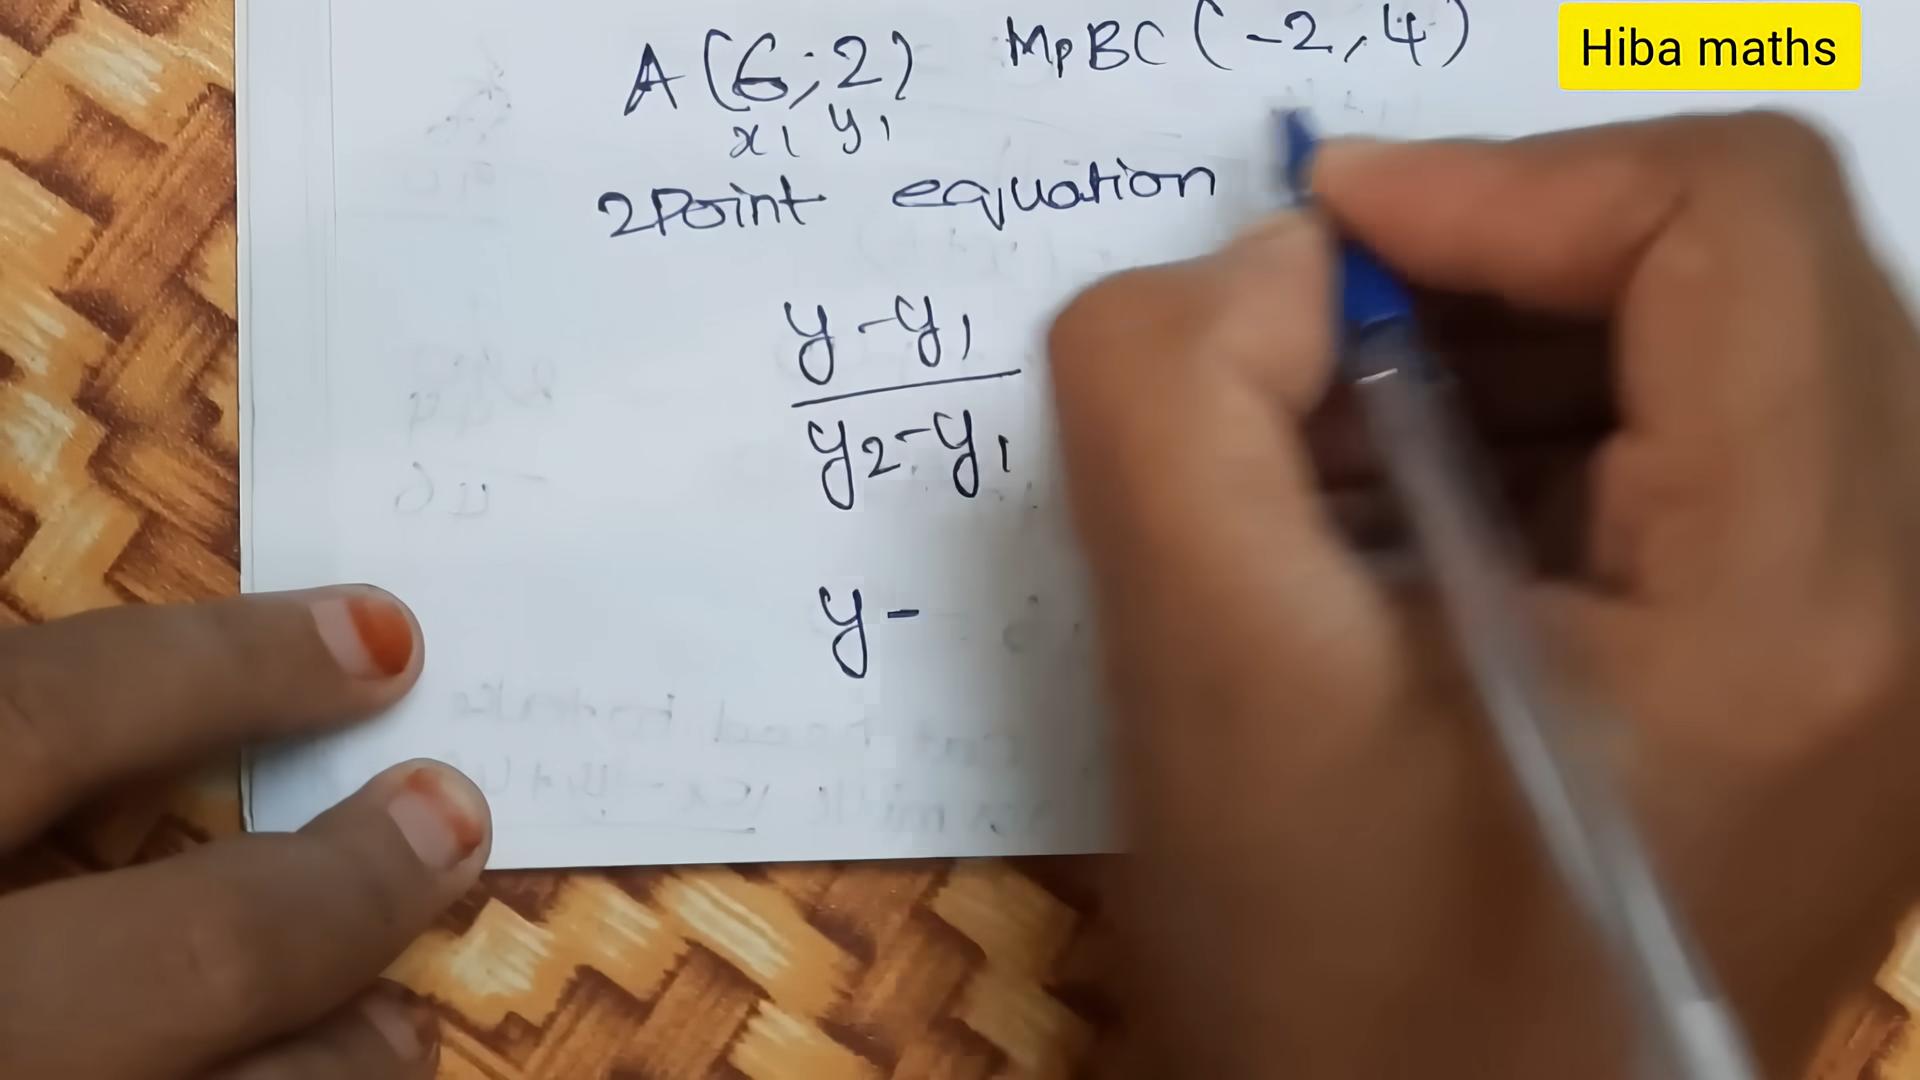 Hiba maths
A(6;2) MPBC(-2,4)
x1 y1
2Point equation
y-y1
y2-y1
y-